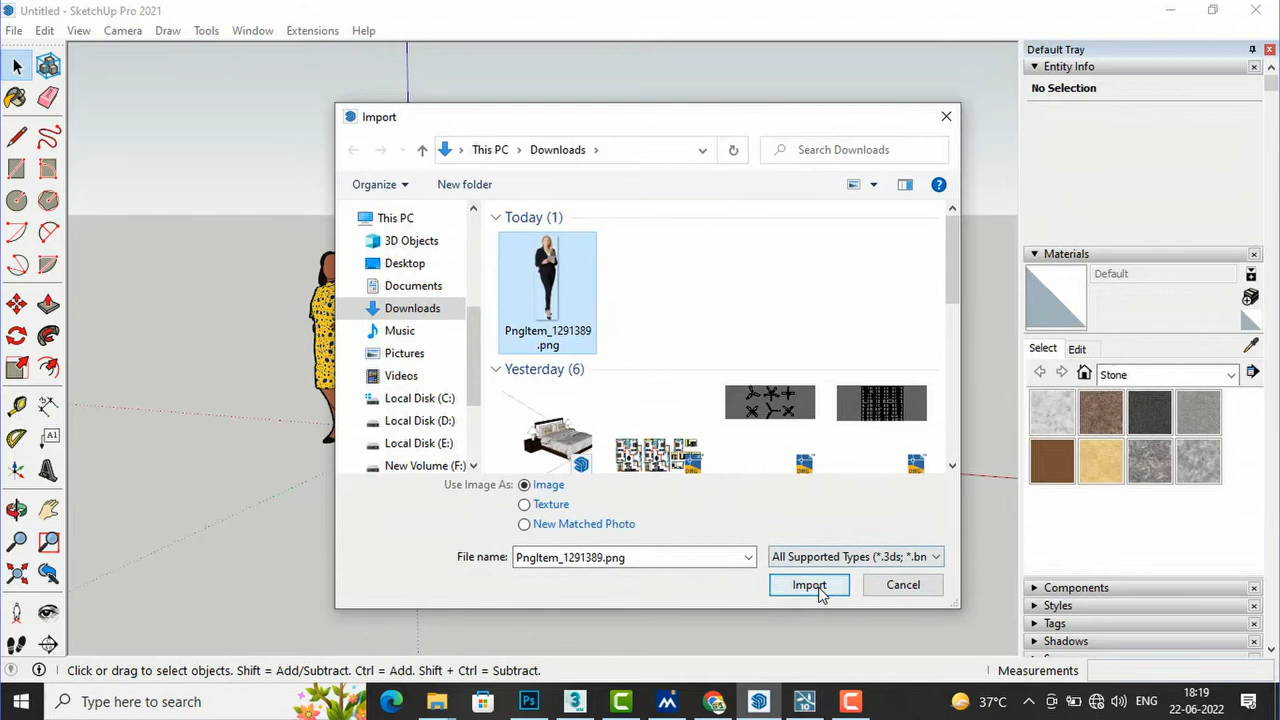 Untitled - SketchUp Pro 2021
File Edit View Camera Draw Tools Window Extensions Help
Default Tray
Entity Info
No Selection
Import
This PC > Downloads >
Search Downloads
Organize
New folder
This PC
3D Objects
Desktop
Documents
Downloads
Music
Pictures
Videos
Local Disk (C:)
Local Disk (D:)
Local Disk (E:)
New Volume (F:)
Today (1)
PngItem_1291389
.png
Yesterday (6)
Use Image As:
Image
Texture
New Matched Photo
File name:
PngItem_1291389.png
All Supported Types (*.3ds; *.bn
Import
Cancel
Materials
Default
Select
Edit
Stone
Components
Styles
Tags
Shadows
A1
Click or drag to select objects. Shift = Add/Subtract. Ctrl = Add. Shift + Ctrl = Subtract.
Measurements
Type here to search
Ps
3
10
37°C
ENG
18:19
22-06-2022